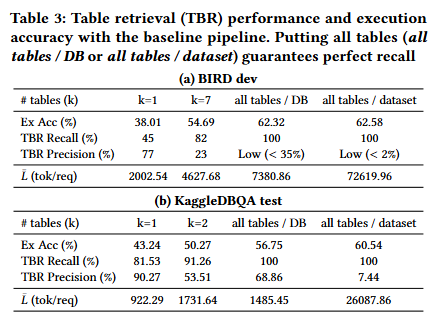 Table 3: Table retrieval (TBR) performance and execution
accuracy with the baseline pipeline. Putting all tables (all
tables / DB or all tables / dataset) guarantees perfect recall
(a) BIRD dev
# tables (k) k=1 k=7 all tables / DB all tables / dataset
Ex Acc (%) 38.01 54.69 62.32 62.58
TBR Recall (%) 45 82 100 100
TBR Precision (%) 77 23 Low (< 35%) Low (< 2%)
L̄ (tok/req) 2002.54 4627.68 7380.86 72619.96
(b) KaggleDBQA test
# tables (k) k=1 k=2 all tables / DB all tables / dataset
Ex Acc (%) 43.24 50.27 56.75 60.54
TBR Recall (%) 81.53 91.26 100 100
TBR Precision (%) 90.27 53.51 68.86 7.44
L̄ (tok/req) 922.29 1731.64 1485.45 26087.86